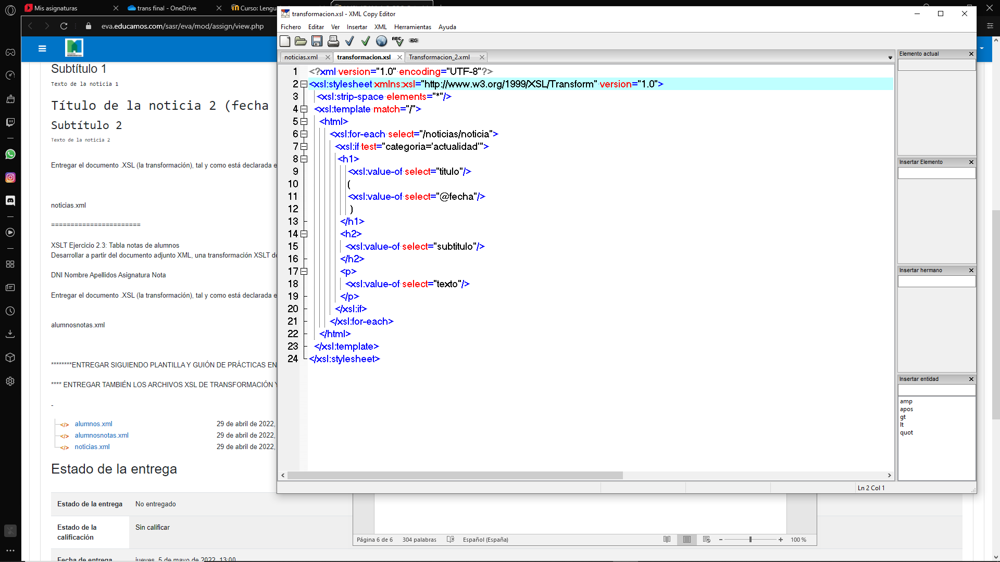 Mis asignaturas
trans final - OneDrive
Curso: Lengu
eva.educamos.com/sasr/eva/mod/assign/view.php
Subtítulo 1
Texto de la noticia 1
Título de la noticia 2 (fecha
Subtítulo 2
Texto de la noticia 2
Entregar el documento .XSL (la transformación), tal y como está declarada e
noticias.xml
=======================
XSLT Ejercicio 2.3: Tabla notas de alumnos
Desarrollar a partir del documento adjunto XML, una transformación XSLT d
DNI Nombre Apellidos Asignatura Nota
Entregar el documento .XSL (la transformación), tal y como está declarada e
alumnosnotas.xml
********ENTREGAR SIGUIENDO PLANTILLA Y GUIÓN DE PRÁCTICAS EN
**** ENTREGAR TAMBIÉN LOS ARCHIVOS XSL DE TRANSFORMACIÓN Y
-
alumnos.xml 29 de abril de 2022,
alumnosnotas.xml 29 de abril de 2022,
noticias.xml 29 de abril de 2022,
Estado de la entrega
Estado de la entrega No entregado
Estado de la calificación Sin calificar
Fecha de entrega jueves, 5 de mayo de 2022, 13:00
transformacion.xsl - XML Copy Editor
Fichero Editar Ver Insertar XML Herramientas Ayuda
ABC
noticias.xml transformacion.xsl Transformacion_2.xml
1 <?xml version="1.0" encoding="UTF-8"?>
2 <xsl:stylesheet xmlns:xsl="http://www.w3.org/1999/XSL/Transform" version="1.0">
3 <xsl:strip-space elements="*"/>
4 <xsl:template match="/">
5 <html>
6 <xsl:for-each select="/noticias/noticia">
7 <xsl:if test="categoria='actualidad'">
8 <h1>
9 <xsl:value-of select="titulo"/>
10 (
11 <xsl:value-of select="@fecha"/>
12 )
13 </h1>
14 <h2>
15 <xsl:value-of select="subtitulo"/>
16 </h2>
17 <p>
18 <xsl:value-of select="texto"/>
19 </p>
20 </xsl:if>
21 </xsl:for-each>
22 </html>
23 </xsl:template>
24 </xsl:stylesheet>
Elemento actual
Insertar Elemento
Insertar hermano
Insertar entidad
amp
apos
gt
lt
quot
Ln 2 Col 1
Página 6 de 6 304 palabras Español (España) 100 %